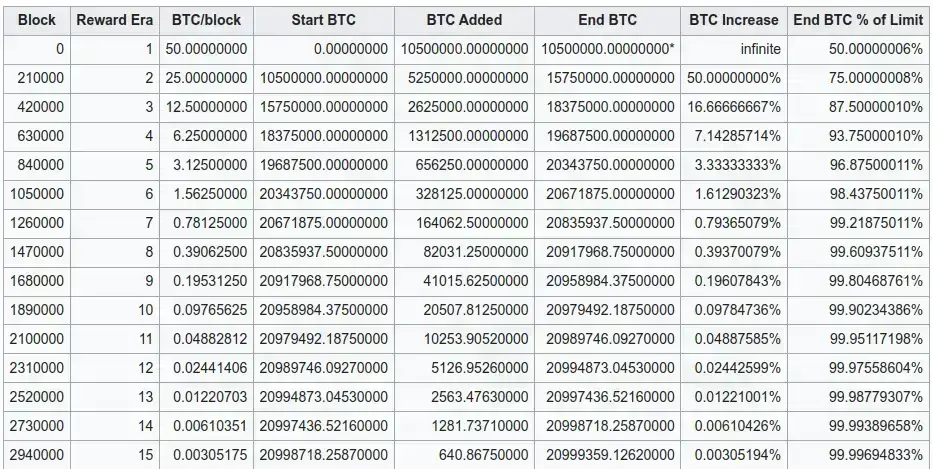 Block Reward Era BTC/block Start BTC BTC Added End BTC BTC Increase End BTC % of Limit
0 1 50.00000000 0.00000000 10500000.00000000 10500000.00000000* infinite 50.00000006%
210000 2 25.00000000 10500000.00000000 5250000.00000000 15750000.00000000 50.00000000% 75.00000008%
420000 3 12.50000000 15750000.00000000 2625000.00000000 18375000.00000000 16.66666667% 87.50000010%
630000 4 6.25000000 18375000.00000000 1312500.00000000 19687500.00000000 7.14285714% 93.75000010%
840000 5 3.12500000 19687500.00000000 656250.00000000 20343750.00000000 3.33333333% 96.87500011%
1050000 6 1.56250000 20343750.00000000 328125.00000000 20671875.00000000 1.61290323% 98.43750011%
1260000 7 0.78125000 20671875.00000000 164062.50000000 20835937.50000000 0.79365079% 99.21875011%
1470000 8 0.39062500 20835937.50000000 82031.25000000 20917968.75000000 0.39370079% 99.60937511%
1680000 9 0.19531250 20917968.75000000 41015.62500000 20958984.37500000 0.19607843% 99.80468761%
1890000 10 0.09765625 20958984.37500000 20507.81250000 20979492.18750000 0.09784736% 99.90234386%
2100000 11 0.04882812 20979492.18750000 10253.90520000 20989746.09270000 0.04887585% 99.95117198%
2310000 12 0.02441406 20989746.09270000 5126.95260000 20994873.04530000 0.02442599% 99.97558604%
2520000 13 0.01220703 20994873.04530000 2563.47630000 20997436.52160000 0.01221001% 99.98779307%
2730000 14 0.00610351 20997436.52160000 1281.73710000 20998718.25870000 0.00610426% 99.99389658%
2940000 15 0.00305175 20998718.25870000 640.86750000 20999359.12620000 0.00305194% 99.99694833%